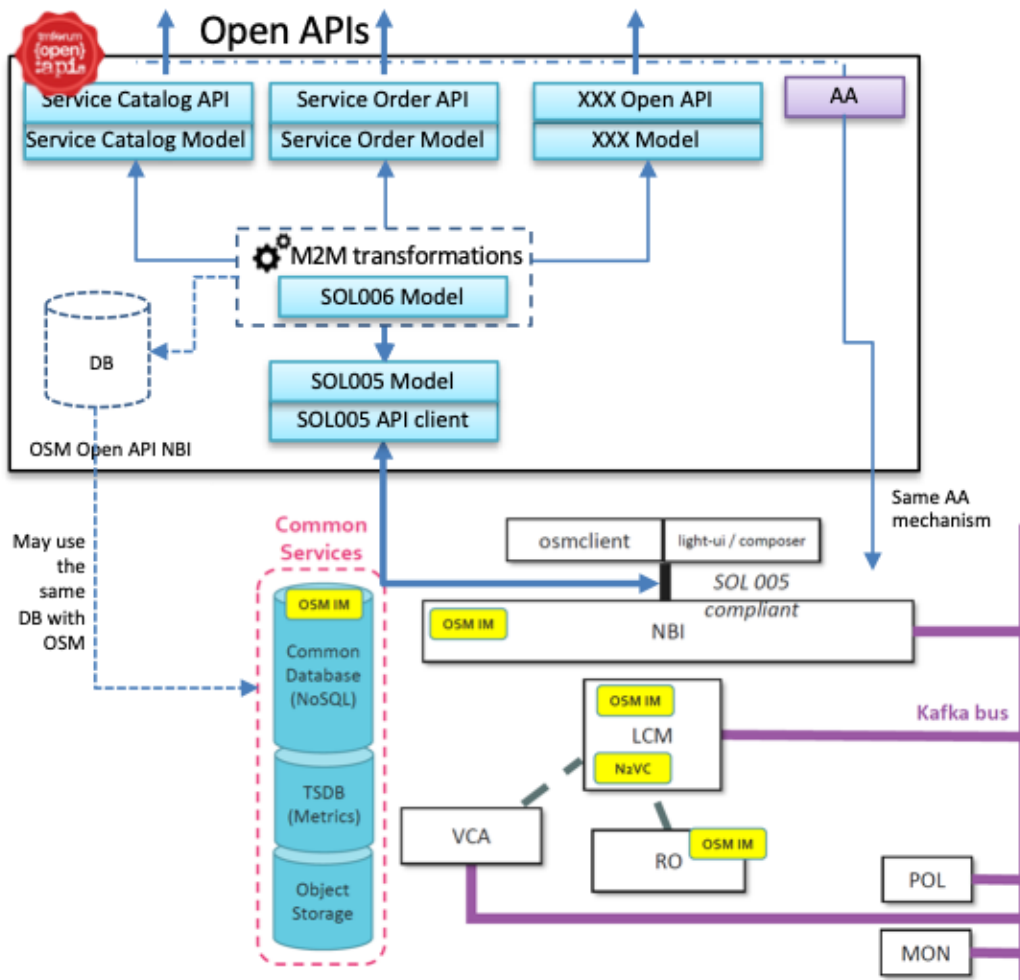 Open APIs
tmforum
{open}
:apis
Service Catalog API
Service Catalog Model
Service Order API
Service Order Model
XXX Open API
XXX Model
AA
M2M transformations
SOL006 Model
DB
SOL005 Model
SOL005 API client
OSM Open API NBI
Same AA
mechanism
May use
the
same
DB with
OSM
Common
Services
OSM IM
Common
Database
(NoSQL)
TSDB
(Metrics)
Object
Storage
osmclient
light-ui / composer
SOL 005
compliant
OSM IM
NBI
OSM IM
LCM
N2VC
Kafka bus
VCA
OSM IM
RO
POL
MON